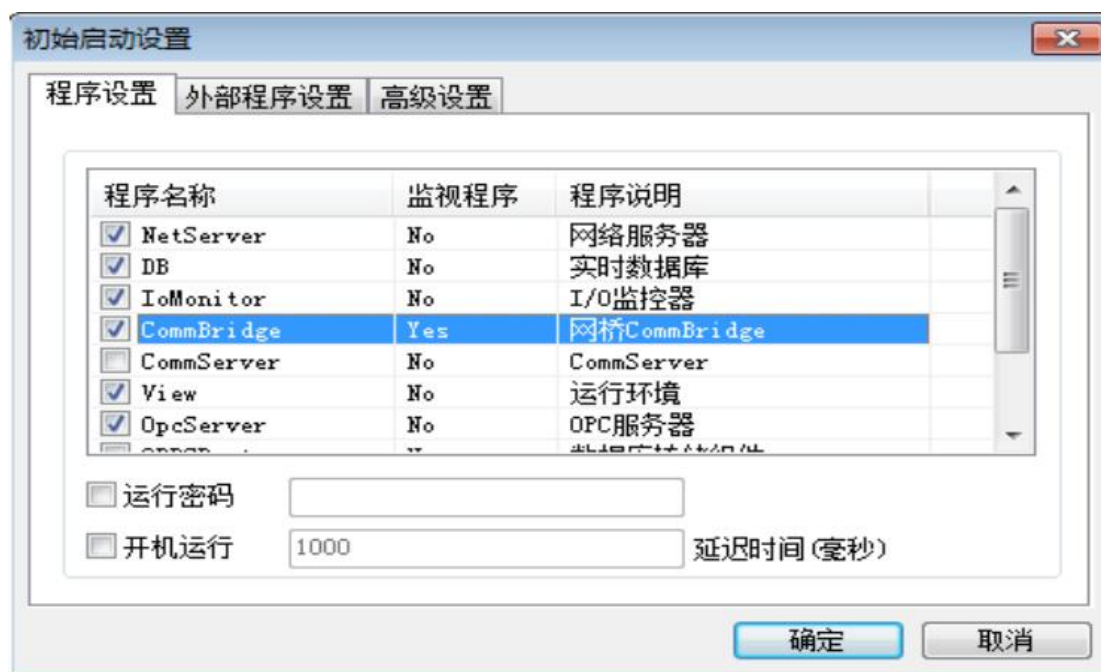 初始启动设置
程序设置 外部程序设置 高级设置
程序名称 监视程序 程序说明
NetServer No 网络服务器
DB No 实时数据库
IoMonitor No I/O监控器
CommBridge Yes 网桥CommBridge
CommServer No CommServer
View No 运行环境
OpcServer No OPC服务器
运行密码
开机运行 1000 延迟时间(毫秒)
确定 取消